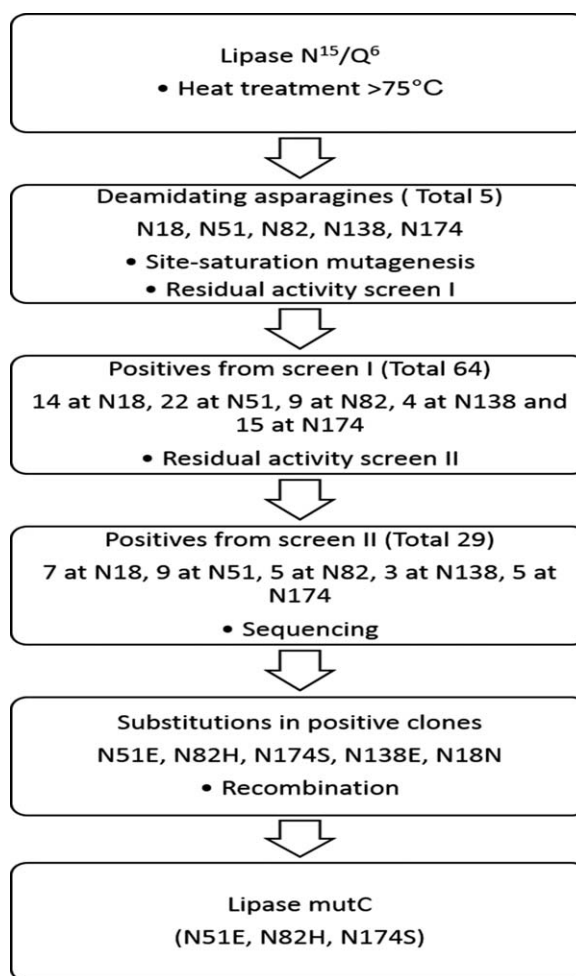 Lipase N¹⁵/Q⁶
• Heat treatment >75°C
Deamidating asparagines ( Total 5)
N18, N51, N82, N138, N174
• Site-saturation mutagenesis
• Residual activity screen I
Positives from screen I (Total 64)
14 at N18, 22 at N51, 9 at N82, 4 at N138 and
15 at N174
• Residual activity screen II
Positives from screen II (Total 29)
7 at N18, 9 at N51, 5 at N82, 3 at N138, 5 at
N174
• Sequencing
Substitutions in positive clones
N51E, N82H, N174S, N138E, N18N
• Recombination
Lipase mutC
(N51E, N82H, N174S)